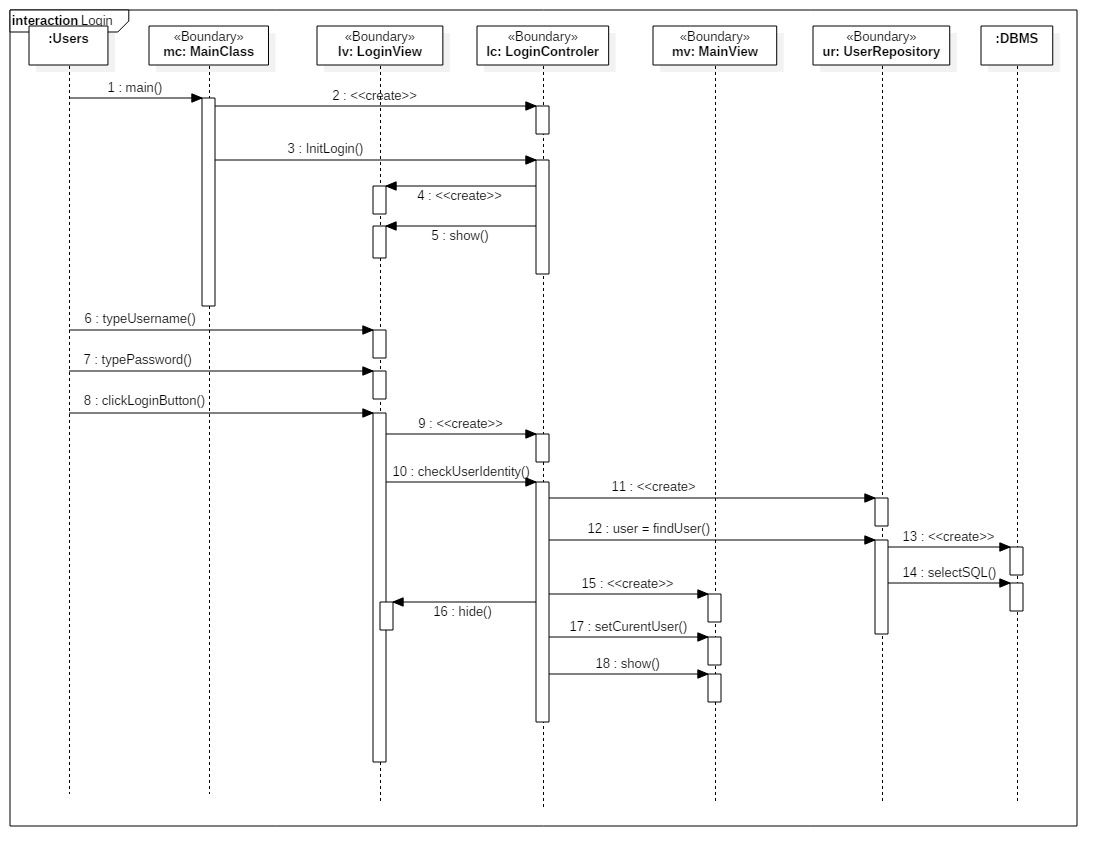 interaction Login
:Users
«Boundary»
mc: MainClass
«Boundary»
lv: LoginView
«Boundary»
lc: LoginControler
«Boundary»
mv: MainView
«Boundary»
ur: UserRepository
:DBMS
1 : main()
2 : <<create>>
3 : InitLogin()
4 : <<create>>
5 : show()
6 : typeUsername()
7 : typePassword()
8 : clickLoginButton()
9 : <<create>>
10 : checkUserIdentity()
11 : <<create>
12 : user = findUser()
13 : <<create>>
14 : selectSQL()
15 : <<create>>
16 : hide()
17 : setCurentUser()
18 : show()